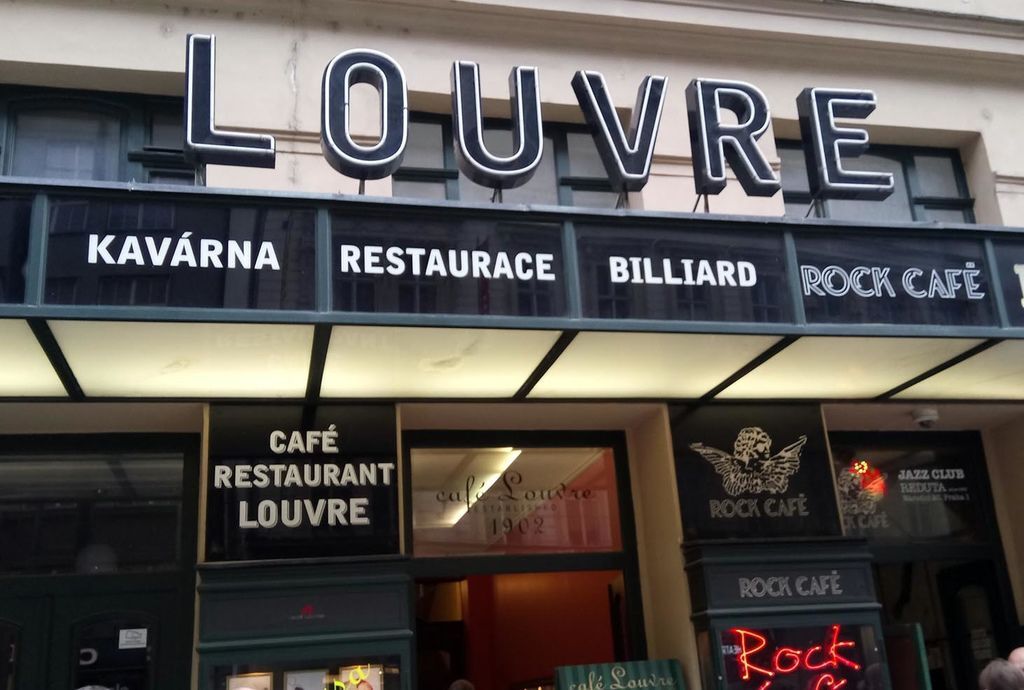 LOUVRE
KAVÁRNA
RESTAURACE
BILLIARD
ROCK CAFÉ
CAFÉ
RESTAURANT
LOUVRE
café Louvre
ESTABLISHED
1902
ROCK CAFÉ
JAZZ CLUB
REDUTA
ROCK CAFÉ
Rock
café Louvre